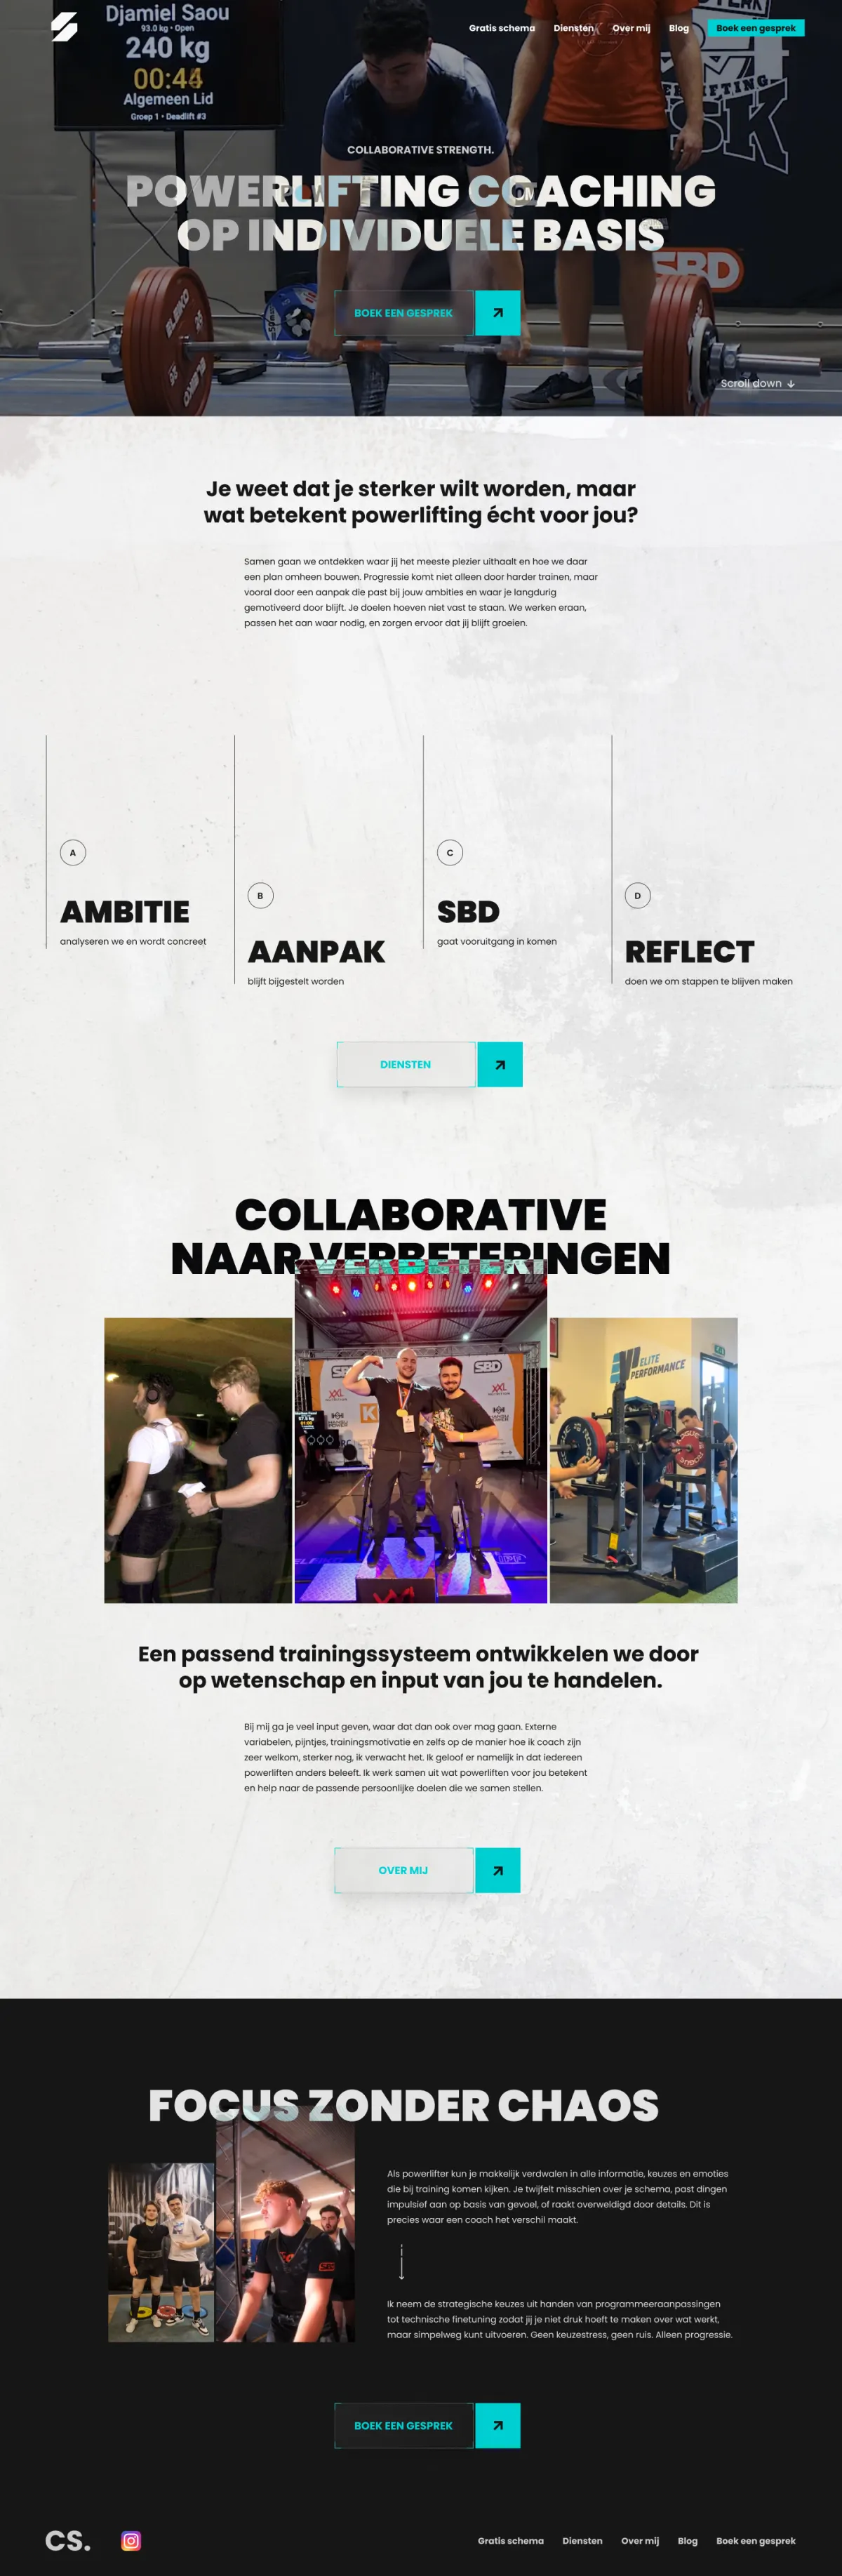 Djamiel Saou
93.0 kg • Open
240 kg
00:44
Algemeen Lid
Groep 1 • Deadlift #3
Gratis schema Diensten Over mij Blog Boek een gesprek
COLLABORATIVE STRENGTH.
POWERLIFTING COACHING
OP INDIVIDUELE BASIS
SBD
ELEIKO
BOEK EEN GESPREK
Scroll down
Je weet dat je sterker wilt worden, maar
wat betekent powerlifting écht voor jou?
Samen gaan we ontdekken waar jij het meeste plezier uithaalt en hoe we daar
een plan omheen bouwen. Progressie komt niet alleen door harder trainen, maar
vooral door een aanpak die past bij jouw ambities en waar je langdurig
gemotiveerd door blijft. Je doelen hoeven niet vast te staan. We werken eraan,
passen het aan waar nodig, en zorgen ervoor dat jij blijft groeien.
A
AMBITIE
analyseren we en wordt concreet
B
AANPAK
blijft bijgestelt worden
C
SBD
gaat vooruitgang in komen
D
REFLECT
doen we om stappen te blijven maken
DIENSTEN
COLLABORATIVE
NAAR VERBETERINGEN
SBD
XXL
SBD
XXL
K
ELITE
PERFORMANCE
ROGUE
Een passend trainingssysteem ontwikkelen we door
op wetenschap en input van jou te handelen.
Bij mij ga je veel input geven, waar dat dan ook over mag gaan. Externe
variabelen, pijntjes, trainingsmotivatie en zelfs op de manier hoe ik coach zijn
zeer welkom, sterker nog, ik verwacht het. Ik geloof er namelijk in dat iedereen
powerliften anders beleeft. Ik werk samen uit wat powerliften voor jou betekent
en help naar de passende persoonlijke doelen die we samen stellen.
OVER MIJ
FOCUS ZONDER CHAOS
Als powerlifter kun je makkelijk verdwalen in alle informatie, keuzes en emoties
die bij training komen kijken. Je twijfelt misschien over je schema, past dingen
impulsief aan op basis van gevoel, of raakt overweldigd door details. Dit is
precies waar een coach het verschil maakt.
Ik neem de strategische keuzes uit handen van programmeeraanpassingen
tot technische finetuning zodat jij je niet druk hoeft te maken over wat werkt,
maar simpelweg kunt uitvoeren. Geen keuzestress, geen ruis. Alleen progressie.
BOEK EEN GESPREK
CS.
Gratis schema Diensten Over mij Blog Boek een gesprek